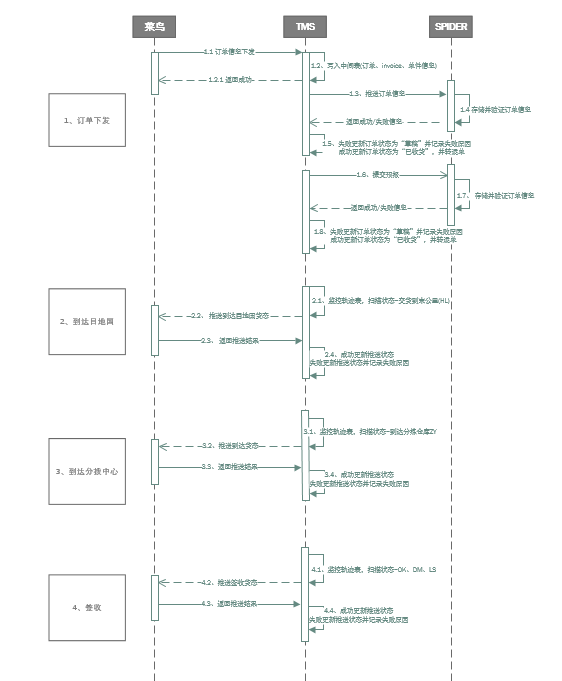 菜鸟
TMS
SPIDER
1.1 订单信息下发
1.2、写入中间表(订单、invoice、单件信息)
1.2.1 返回成功
1.3、推送订单信息
1.4 存储并验证订单信息
1、订单下发
返回成功/失败信息
1.5、失败更新订单状态为“草稿”并记录失败原因
成功更新订单状态为“已收货”，并转运单
1.6、提交预报
1.7、存储并验证订单信息
返回成功/失败信息
1.8、失败更新订单状态为“草稿”并记录失败原因
成功更新订单状态为“已收货”，并转运单
2.1、监控轨迹表，扫描状态-交货到末公里(HL)
2.2、推送到达目地国货态
2、到达目地国
2.3、返回推送结果
2.4、成功更新推送状态
失败更新推送状态并记录失败原因
3.1、监控轨迹表，扫描状态-到达分拣仓库ZY
3.2、推送到达货态
3、到达分拣中心
3.3、返回推送结果
3.4、成功更新推送状态
失败更新推送状态并记录失败原因
4.1、监控轨迹表，扫描状态-OK、DM、LS
4.2、推送签收货态
4、签收
4.3、返回推送结果
4.4、成功更新推送状态
失败更新推送状态并记录失败原因